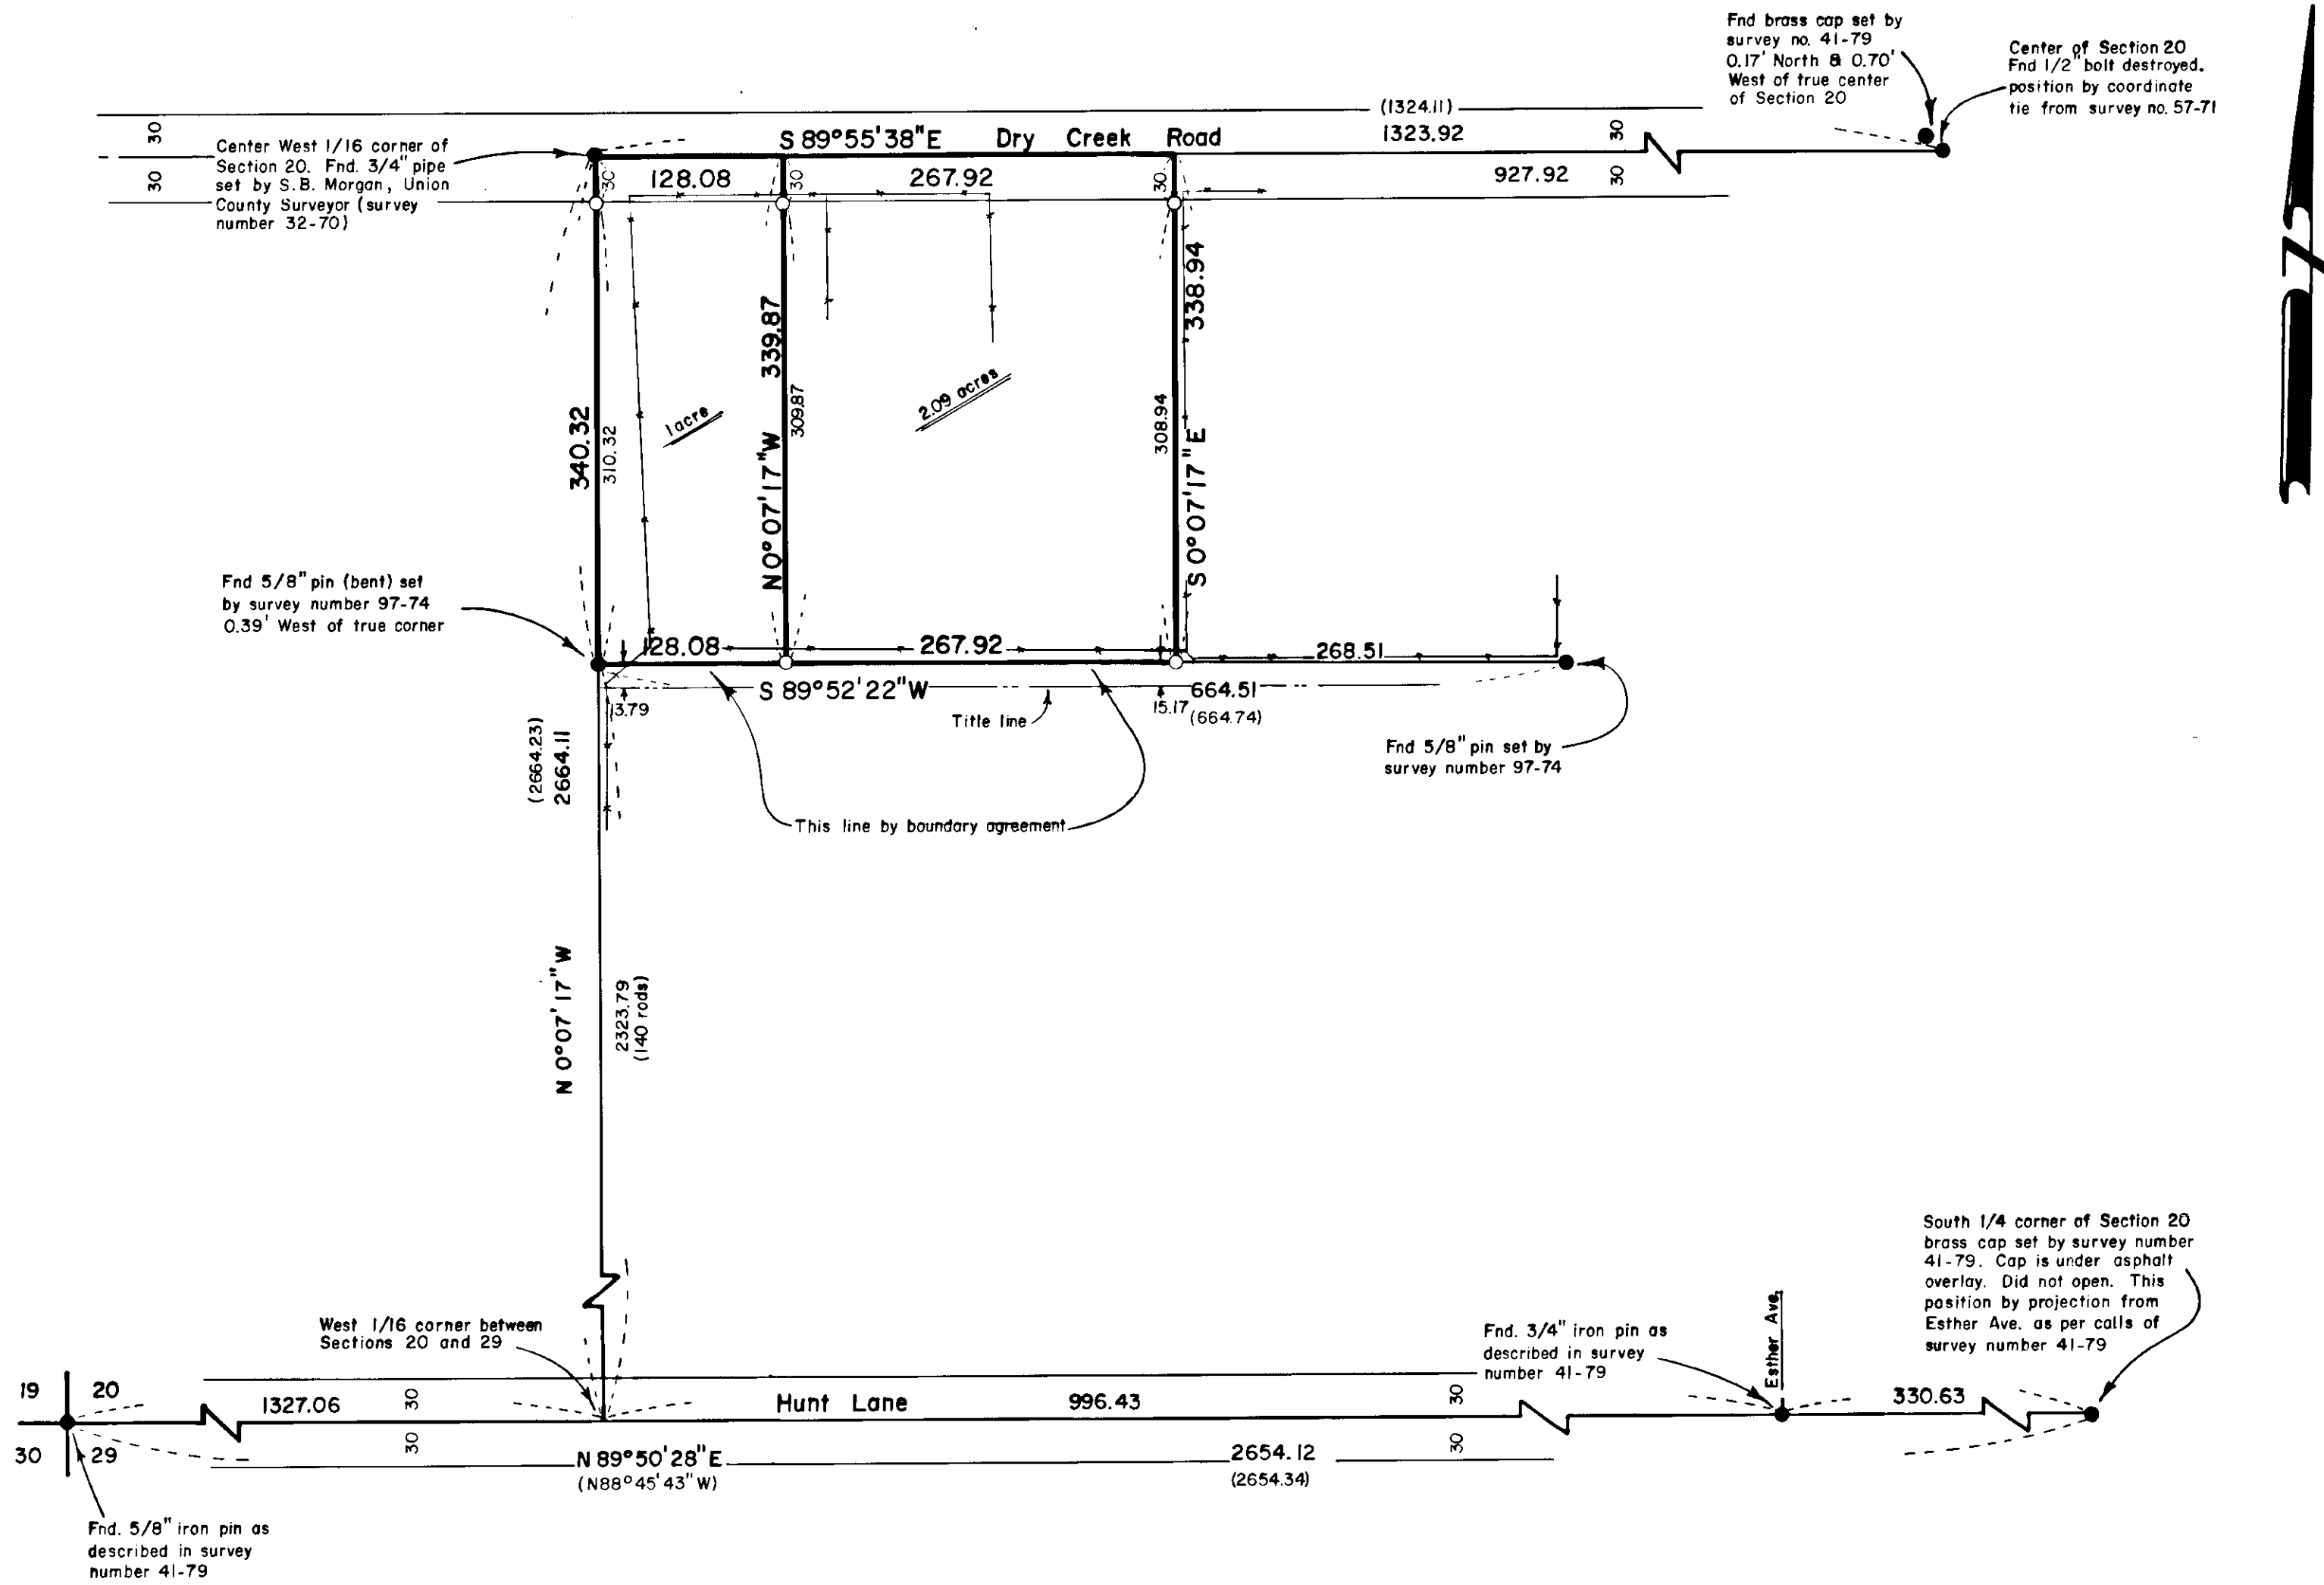 Fnd brass cap set by
survey no. 41-79
0.17' North & 0.70'
West of true center
of Section 20
Center of Section 20
Fnd 1/2" bolt destroyed.
position by coordinate
tie from survey no. 57-71
(1324.11)
30
S 89°55'38"E Dry Creek Road 1323.92 30
Center West 1/16 corner of
Section 20. Fnd. 3/4" pipe
set by S.B. Morgan, Union
County Surveyor (survey
number 32-70)
30
30
128.08
30
267.92
30
927.92
30
340.32
310.32
1 acre
N 0°07'17"W 339.87
309.87
2.09 acres
308.94
S 0°07'17"E 338.94
Fnd 5/8" pin (bent) set
by survey number 97-74
0.39' West of true corner
128.08
267.92
268.51
S 89°52'22"W
664.51
(664.74)
13.79
15.17
Title line
Fnd 5/8" pin set by
survey number 97-74
This line by boundary agreement
(2664.23)
2664.11
N 0°07'17"W
2323.79
(140 rods)
South 1/4 corner of Section 20
brass cap set by survey number
41-79. Cap is under asphalt
overlay. Did not open. This
position by projection from
Esther Ave. as per calls of
survey number 41-79
West 1/16 corner between
Sections 20 and 29
Fnd. 3/4" iron pin as
described in survey
number 41-79
Esther Ave.
19 20
30 29
1327.06
30
Hunt Lane
996.43
30
330.63
30
N 89°50'28"E
(N88°45'43"W)
2654.12
(2654.34)
30
Fnd. 5/8" iron pin as
described in survey
number 41-79